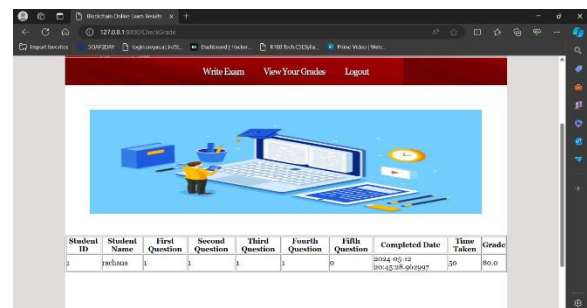 Blockchain Online Exam Results
127.0.0.1:8000/CheckGrade
Import favorites
SOAP2DAY
Dashboard | Hacker...
Prime Video | Watc...
Write Exam View Your Grades Logout
Student ID Student Name First Question Second Question Third Question Fourth Question Fifth Question Completed Date Time Taken Grade
1 rachana 1 1 1 1 0 2024-05-12 20:45:28.962997 50 80.0